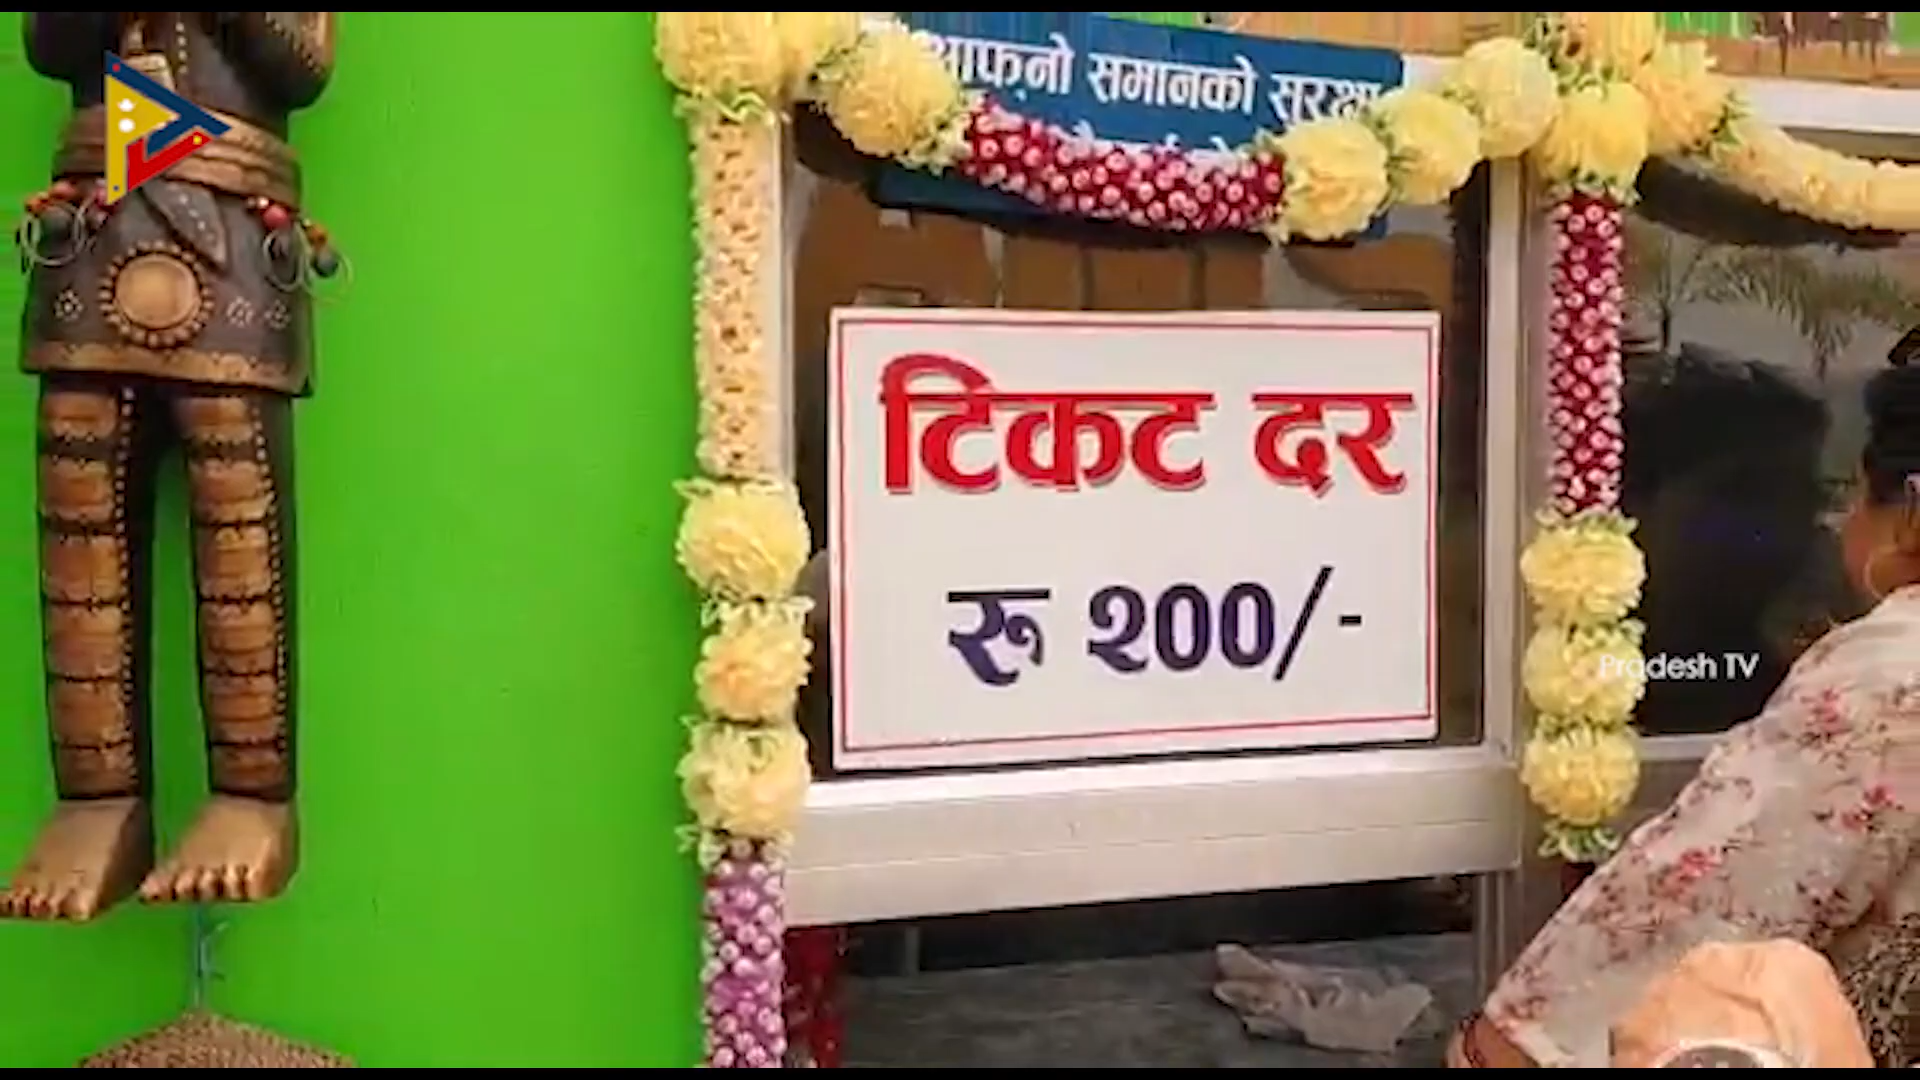 आफ्नो समानको सुरक्षा
टिकट दर
रू २००/-
Pradesh TV